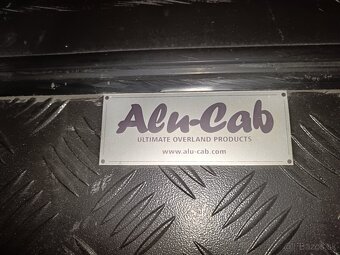 Alu-Cab
ULTIMATE OVERLAND PRODUCTS
www.alu-cab.com